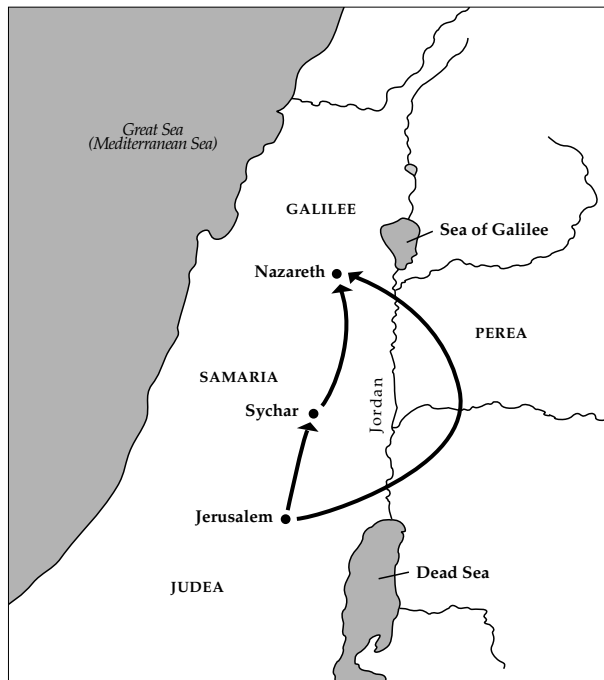 Great Sea
(Mediterranean Sea)
GALILEE
Sea of Galilee
Nazareth
PEREA
SAMARIA
Jordan
Sychar
Jerusalem
Dead Sea
JUDEA